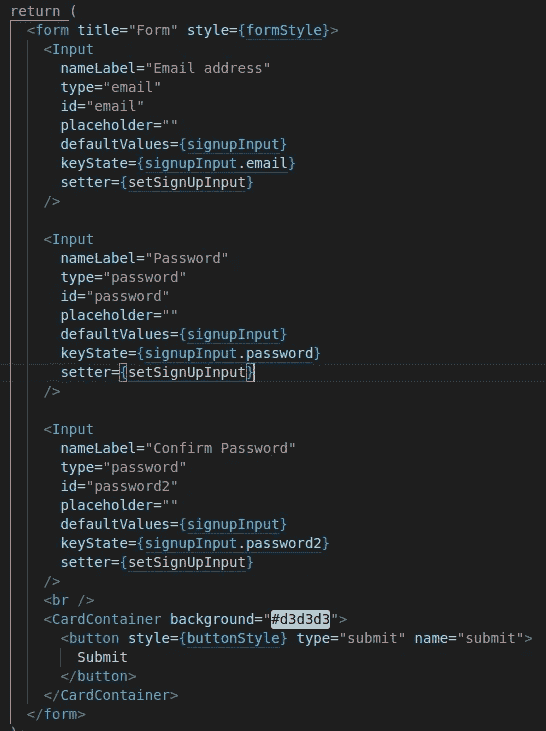 return (
<form title="Form" style={formStyle}>
<Input
nameLabel="Email address"
type="email"
id="email"
placeholder=""
defaultValues={signupInput}
keyState={signupInput.email}
setter={setSignUpInput}
/>
<Input
nameLabel="Password"
type="password"
id="password"
placeholder=""
defaultValues={signupInput}
keyState={signupInput.password}
setter={setSignUpInput}
/>
<Input
nameLabel="Confirm Password"
type="password"
id="password2"
placeholder=""
defaultValues={signupInput}
keyState={signupInput.password2}
setter={setSignUpInput}
/>
<br />
<CardContainer background="#d3d3d3">
<button style={buttonStyle} type="submit" name="submit">
Submit
</button>
</CardContainer>
</form>